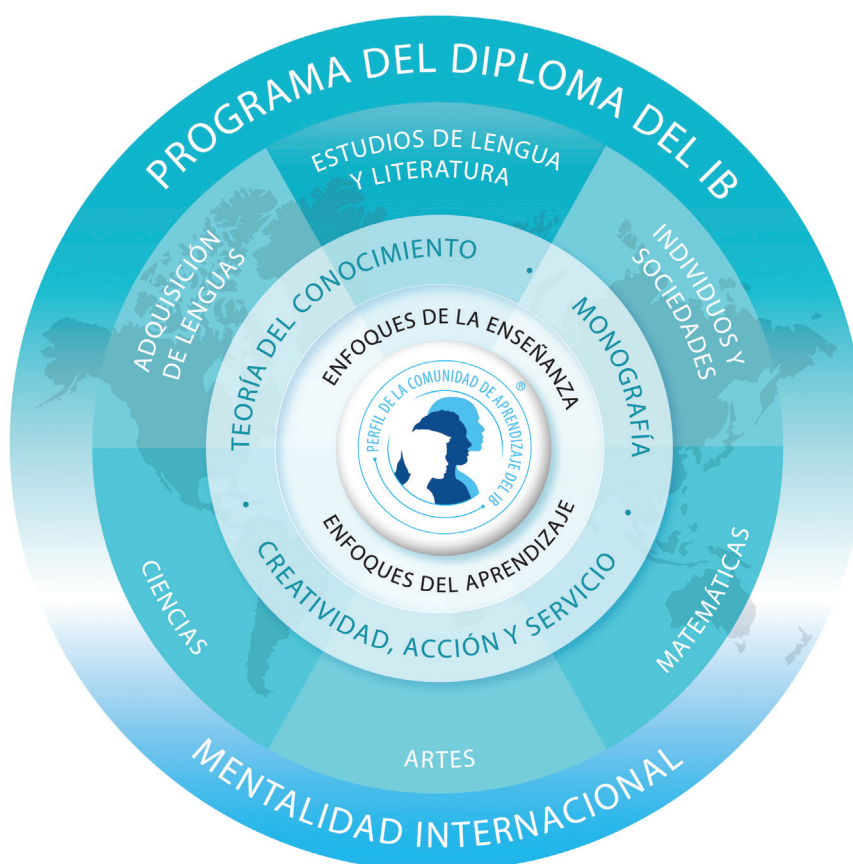 PROGRAMA DEL DIPLOMA DEL IB
ESTUDIOS DE LENGUA
Y LITERATURA
ADQUISICIÓN
DE LENGUAS
INDIVIDUOS Y
SOCIEDADES
TEORÍA DEL CONOCIMIENTO
MONOGRAFÍA
ENFOQUES DE LA ENSEÑANZA
PERFIL DE LA COMUNIDAD DE APRENDIZAJE DEL IB ®
ENFOQUES DEL APRENDIZAJE
CREATIVIDAD, ACCIÓN Y SERVICIO
CIENCIAS
MATEMÁTICAS
ARTES
MENTALIDAD INTERNACIONAL